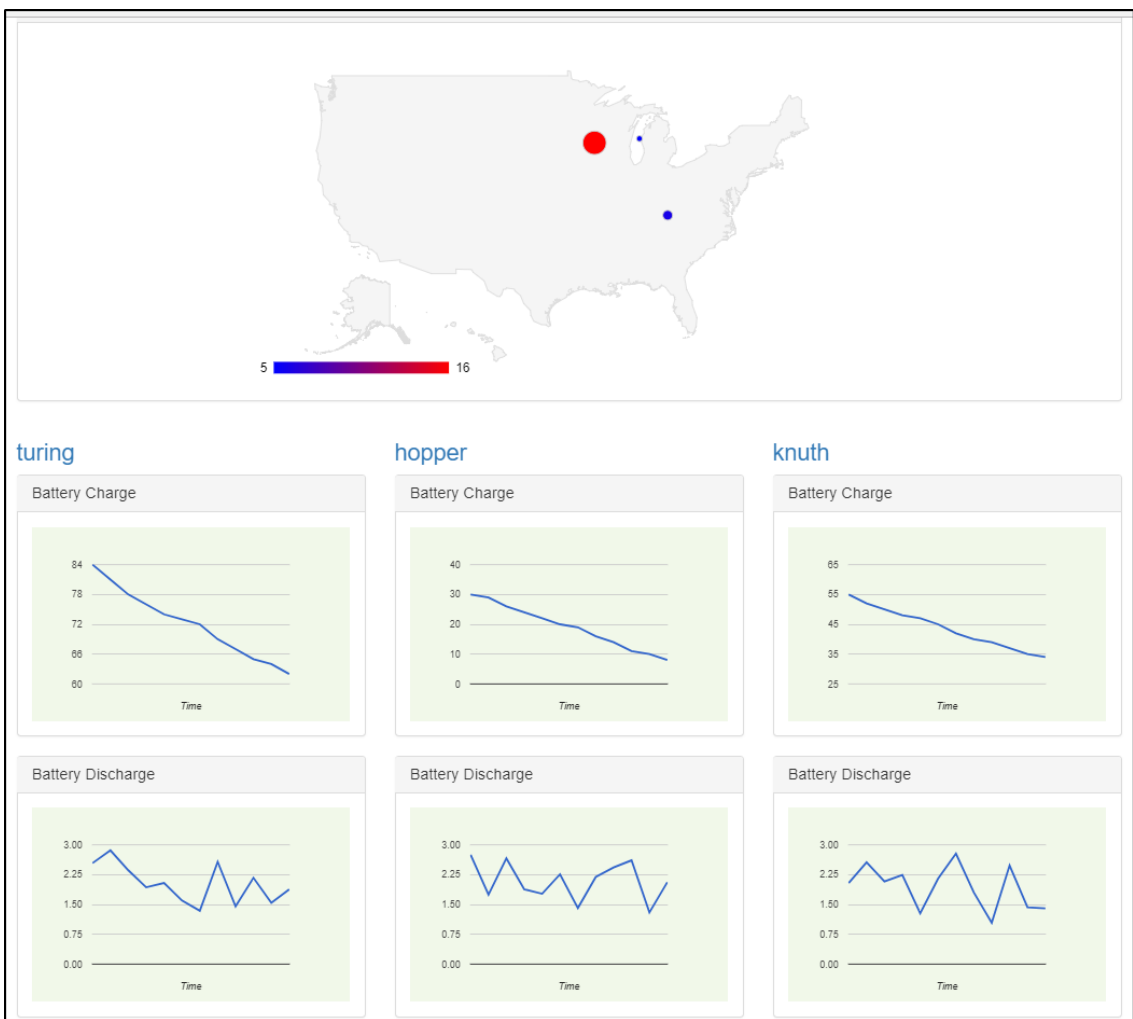 5 16
turing hopper knuth
Battery Charge Battery Charge Battery Charge
84 40 65
78 30 55
72 20 45
66 10 35
60 0 25
Time Time Time
Battery Discharge Battery Discharge Battery Discharge
3.00 3.00 3.00
2.25 2.25 2.25
1.50 1.50 1.50
0.75 0.75 0.75
0.00 0.00 0.00
Time Time Time